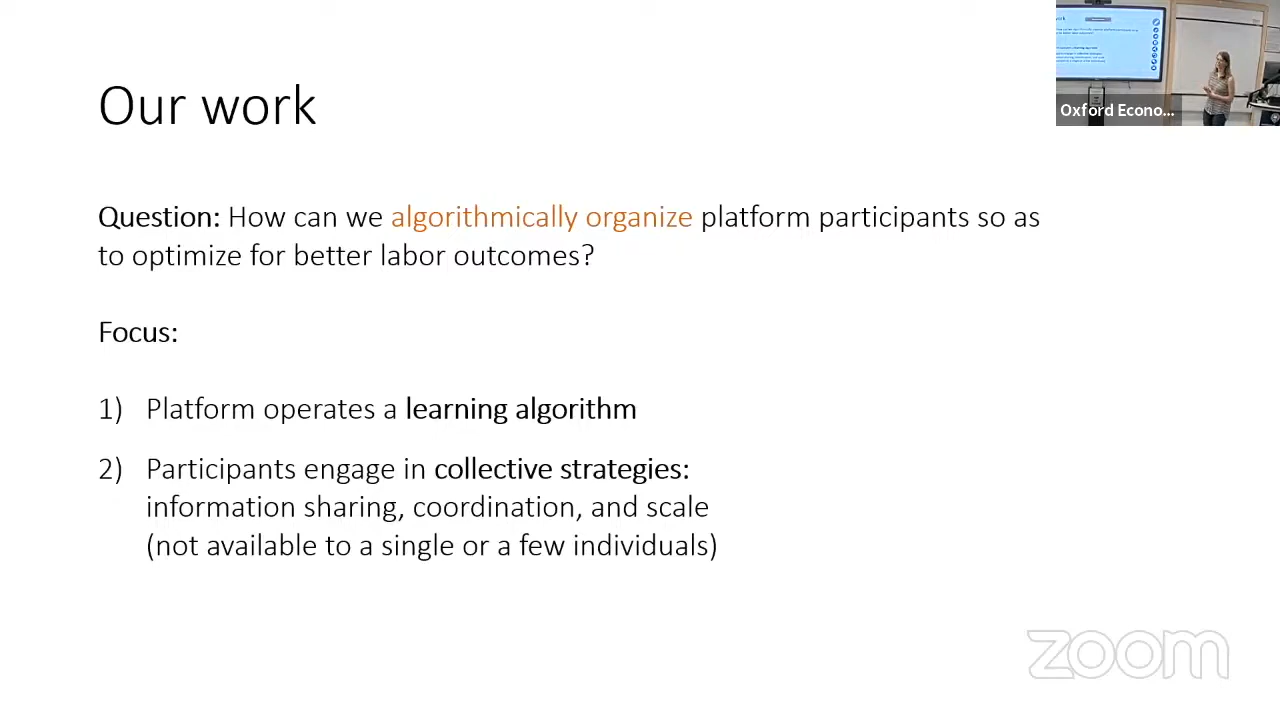 Our work
Oxford Econo...
Question: How can we algorithmically organize platform participants so as
to optimize for better labor outcomes?
Focus:
1) Platform operates a learning algorithm
2) Participants engage in collective strategies:
information sharing, coordination, and scale
(not available to a single or a few individuals)
zoom